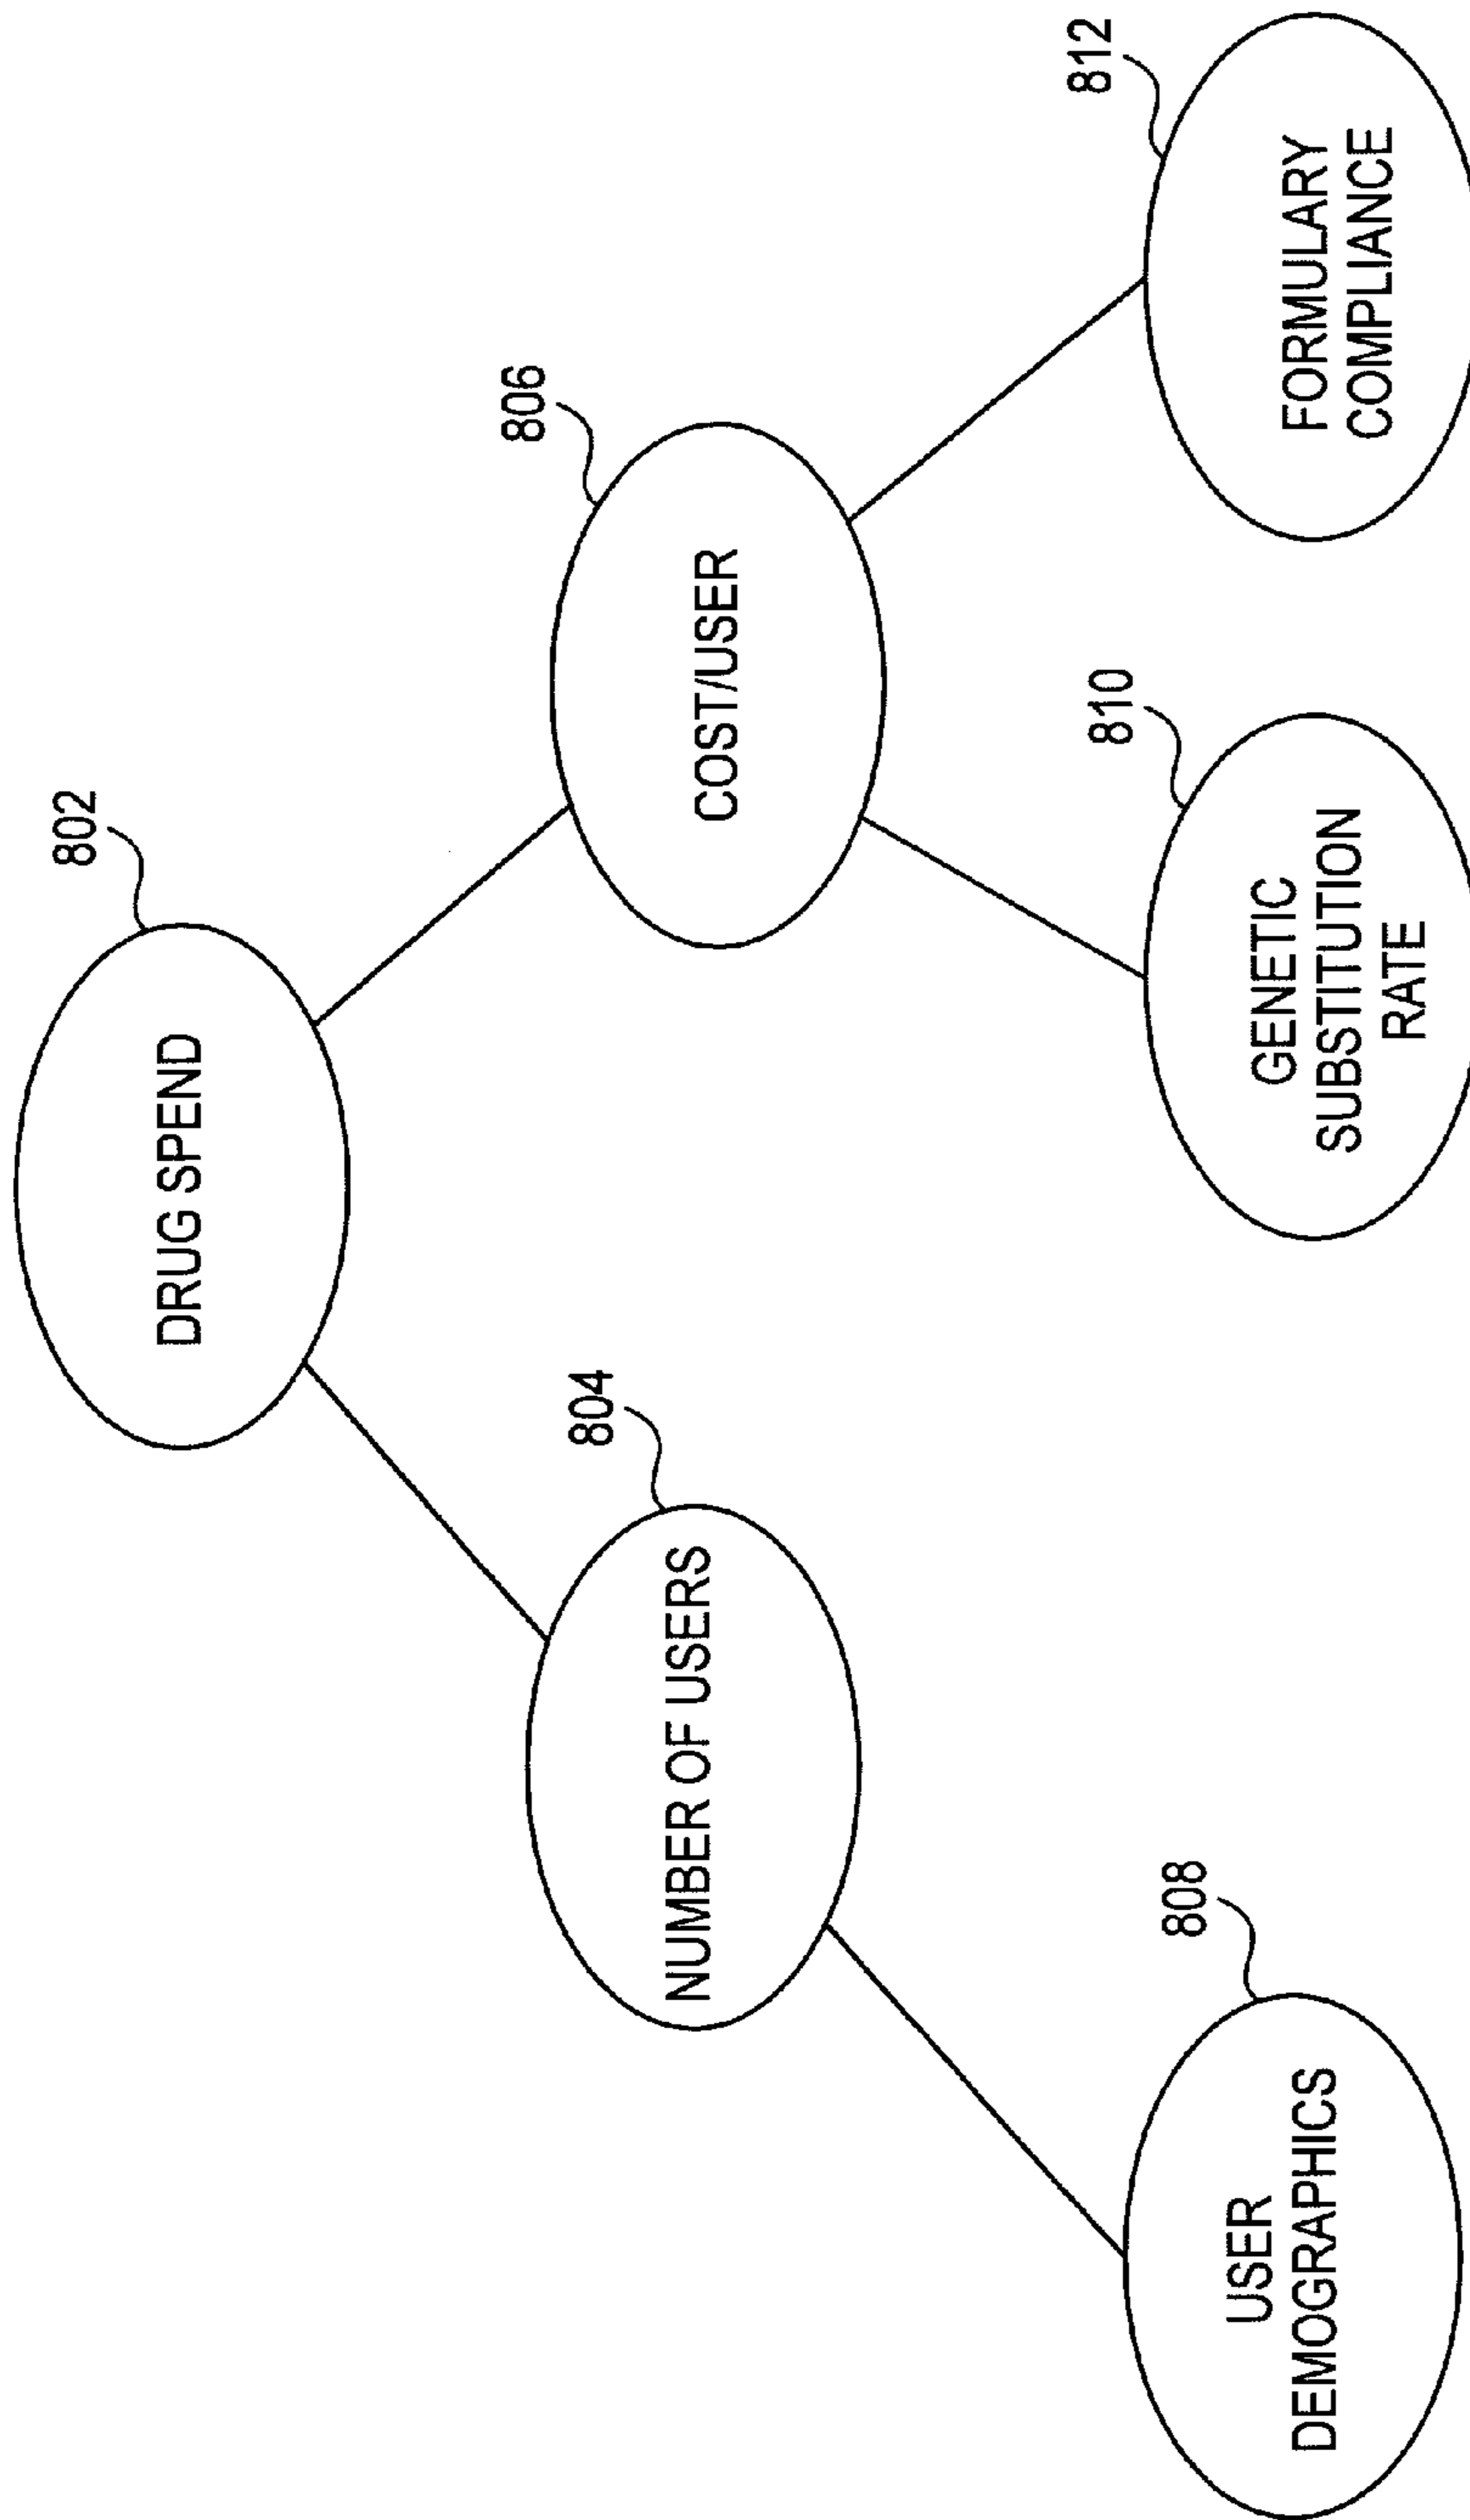 802
DRUG SPEND
804
NUMBER OF USERS
806
COST/USER
808
USER
DEMOGRAPHICS
810
GENETIC
SUBSTITUTION
RATE
812
FORMULARY
COMPLIANCE